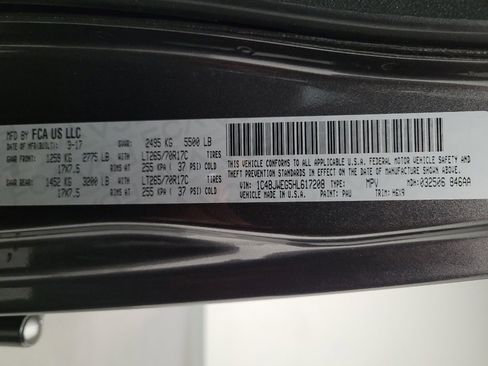 MFD BY FCA US LLC
DATE OF MFR(BUILT): 9-17 GVWR: 2495 KG 5500 LB
GAWR FRONT: 1259 KG 2775 LB WITH LT265/70R17C TIRES
17X7.5 RIMS AT 255 KPA( 37 PSI) COLD
GAWR REAR: 1452 KG 3200 LB WITH LT265/70R17C TIRES
17X7.5 RIMS AT 255 KPA( 37 PSI) COLD
THIS VEHICLE CONFORMS TO ALL APPLICABLE U.S.A. FEDERAL MOTOR VEHICLE SAFETY AND
THEFT PREVENTION STANDARDS IN EFFECT ON THE DATE OF MANUFACTURE SHOWN ABOVE.
VIN: 1C4BJWEG5HL617208 TYPE: MPV MDH: 032506 846AA
VEHICLE MADE IN U.S.A. PAINT: PAU TRIM: H6X9